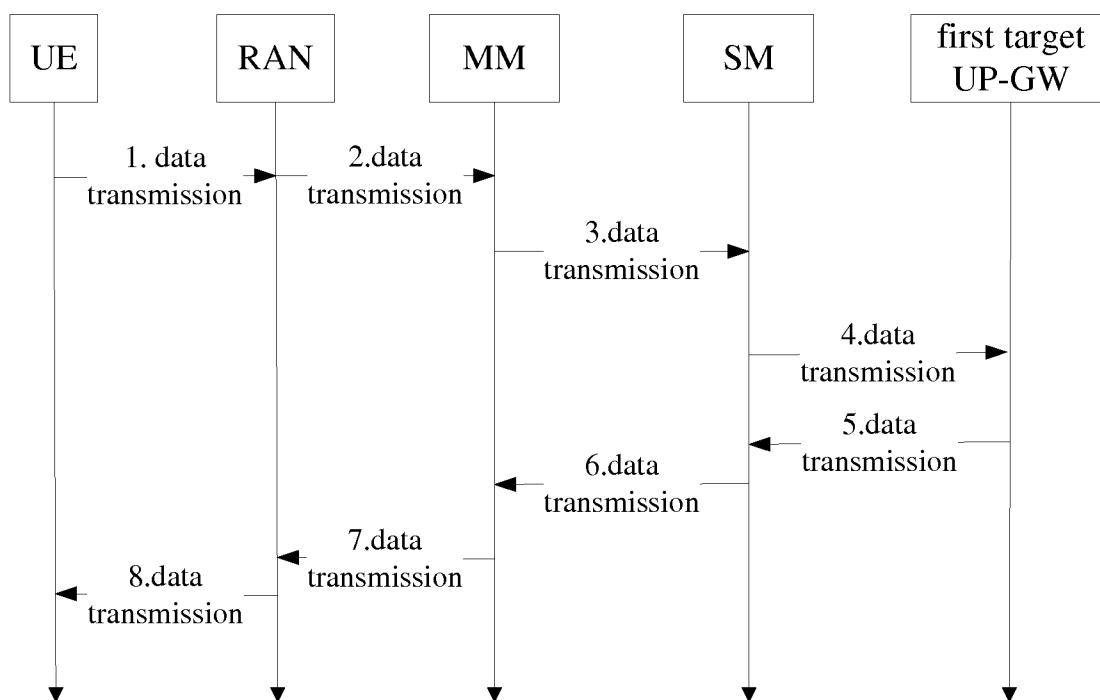 UE
RAN
MM
SM
first target
UP-GW
1. data
transmission
2.data
transmission
3.data
transmission
4.data
transmission
5.data
transmission
6.data
transmission
7.data
transmission
8.data
transmission